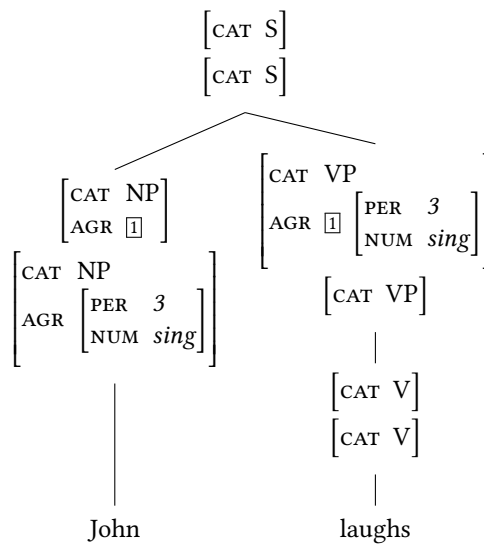 [CAT S]
[CAT S]
[CAT NP
AGR 1]
[CAT VP
AGR 1 [PER 3
NUM sing]]
[CAT NP
AGR [PER 3
NUM sing]]
[CAT VP]
[CAT V]
[CAT V]
John laughs